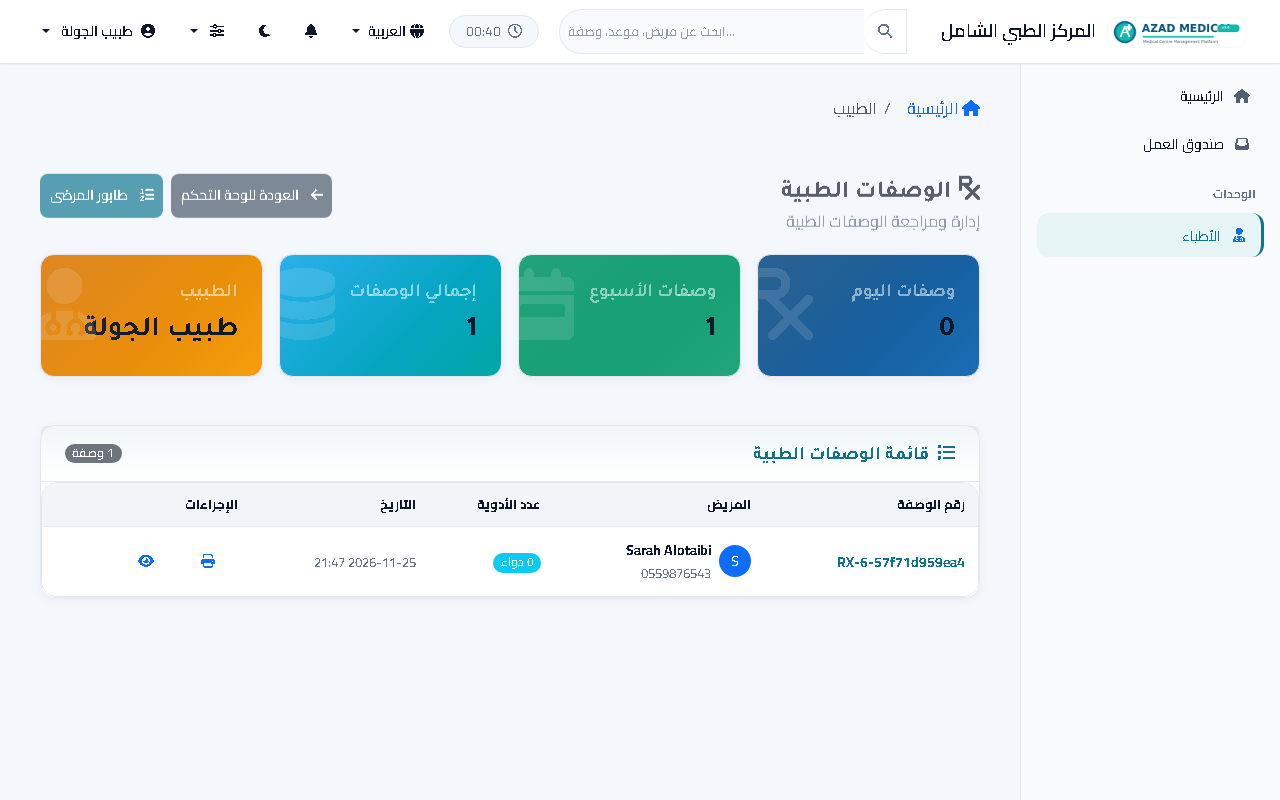 AZAD MEDIC
Medical Centre Management Platform
المركز الطبي الشامل
ابحث عن مريض، موعد، وصفة...
00:40
العربية
طبيب الجولة
الرئيسية
صندوق العمل
الوحدات
الأطباء
الرئيسية / الطبيب
الوصفات الطبية
إدارة ومراجعة الوصفات الطبية
العودة للوحة التحكم
طابور المرضى
وصفات اليوم
0
وصفات الأسبوع
1
إجمالي الوصفات
1
الطبيب
طبيب الجولة
قائمة الوصفات الطبية
1 وصفة
رقم الوصفة المريض عدد الأدوية التاريخ الإجراءات
RX-6-57f71d959ea4
S
Sarah Alotaibi
0559876543
0 دواء
2026-11-25 21:47